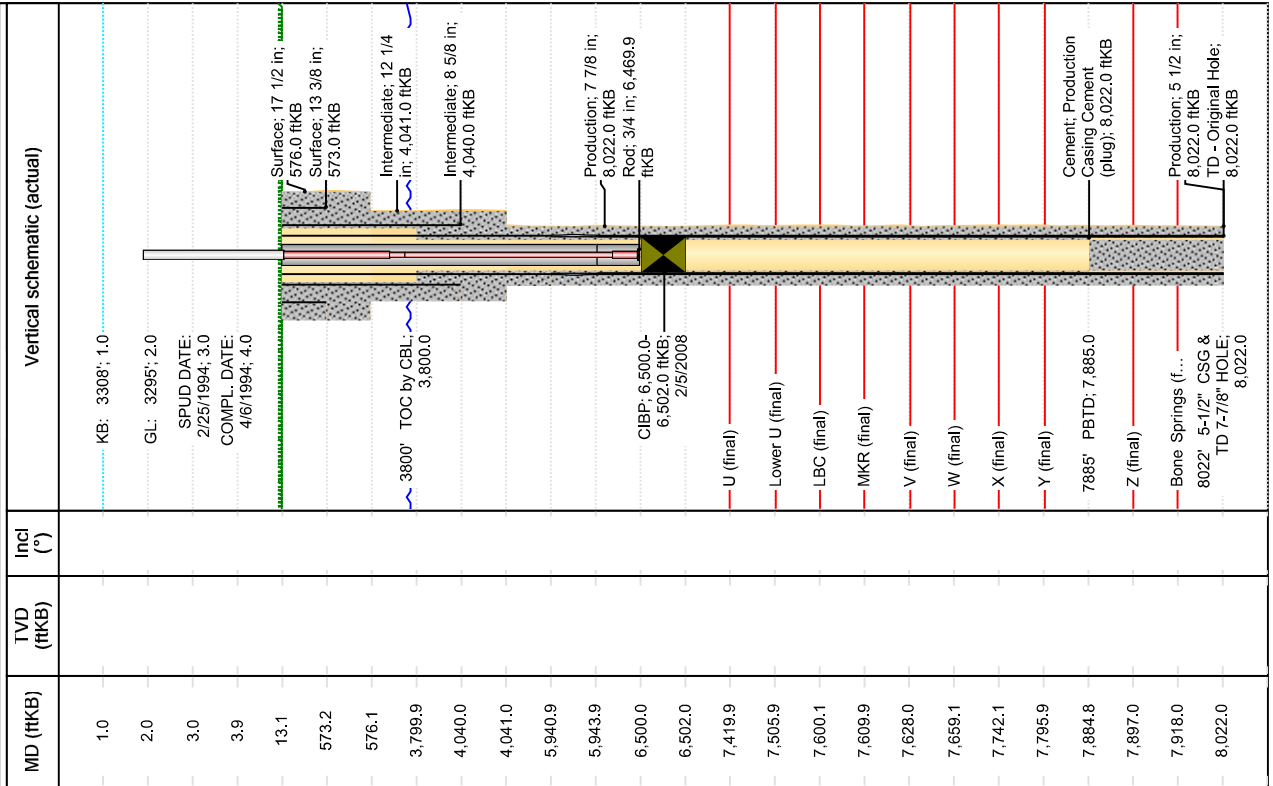 Vertical schematic (actual)
Incl
(°)
TVD
(ftKB)
MD (ftKB)
KB: 3308'; 1.0
GL: 3295'; 2.0
SPUD DATE:
2/25/1994; 3.0
COMPL. DATE:
4/6/1994; 4.0
3800' TOC by CBL;
3,800.0
CIBP; 6,500.0-
6,502.0 ftKB;
2/5/2008
U (final)
Lower U (final)
LBC (final)
MKR (final)
V (final)
W (final)
X (final)
Y (final)
7885' PBTD; 7,885.0
Z (final)
Bone Springs (f...
8022' 5-1/2" CSG &
TD 7-7/8" HOLE;
8,022.0
Surface; 17 1/2 in;
576.0 ftKB
Surface; 13 3/8 in;
573.0 ftKB
Intermediate; 12 1/4
in; 4,041.0 ftKB
Intermediate; 8 5/8 in;
4,040.0 ftKB
Production; 7 7/8 in;
8,022.0 ftKB
Rod; 3/4 in; 6,469.9
ftKB
Cement; Production
Casing Cement
(plug); 8,022.0 ftKB
Production; 5 1/2 in;
8,022.0 ftKB
TD - Original Hole;
8,022.0 ftKB
1.0
2.0
3.0
3.9
13.1
573.2
576.1
3,799.9
4,040.0
4,041.0
5,940.9
5,943.9
6,500.0
6,502.0
7,419.9
7,505.9
7,600.1
7,609.9
7,628.0
7,659.1
7,742.1
7,795.9
7,884.8
7,897.0
7,918.0
8,022.0